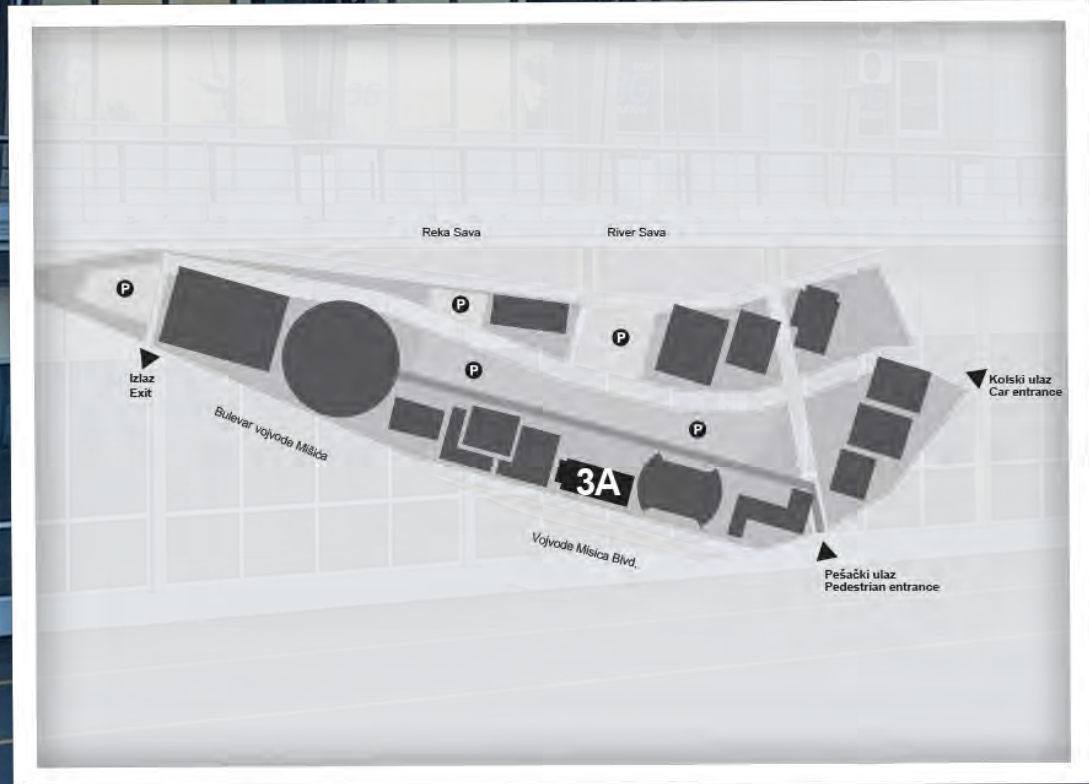 Reka Sava
River Sava
P
P
P
P
P
Izlaz
Exit
Kolski ulaz
Car entrance
Bulevar vojvode Mišića
3A
Vojvode Misica Blvd.
Pešački ulaz
Pedestrian entrance